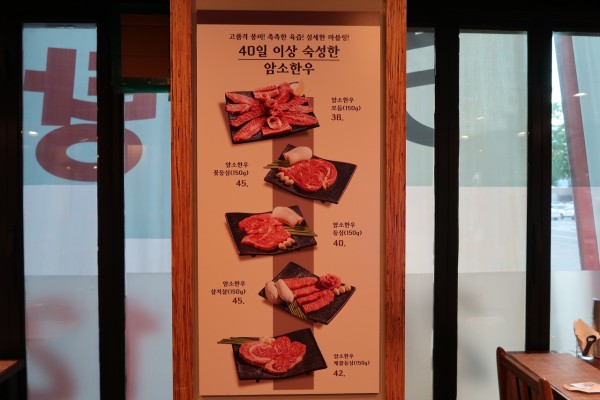 고품격 풍미! 촉촉한 육즙! 섬세한 마블링!
40일 이상 숙성한
암소한우
암소한우
모듬(150g)
38.
암소한우
꽃등심(150g)
45.
암소한우
등심(150g)
40.
암소한우
살치살(150g)
45.
암소한우
채끝등심(150g)
42.